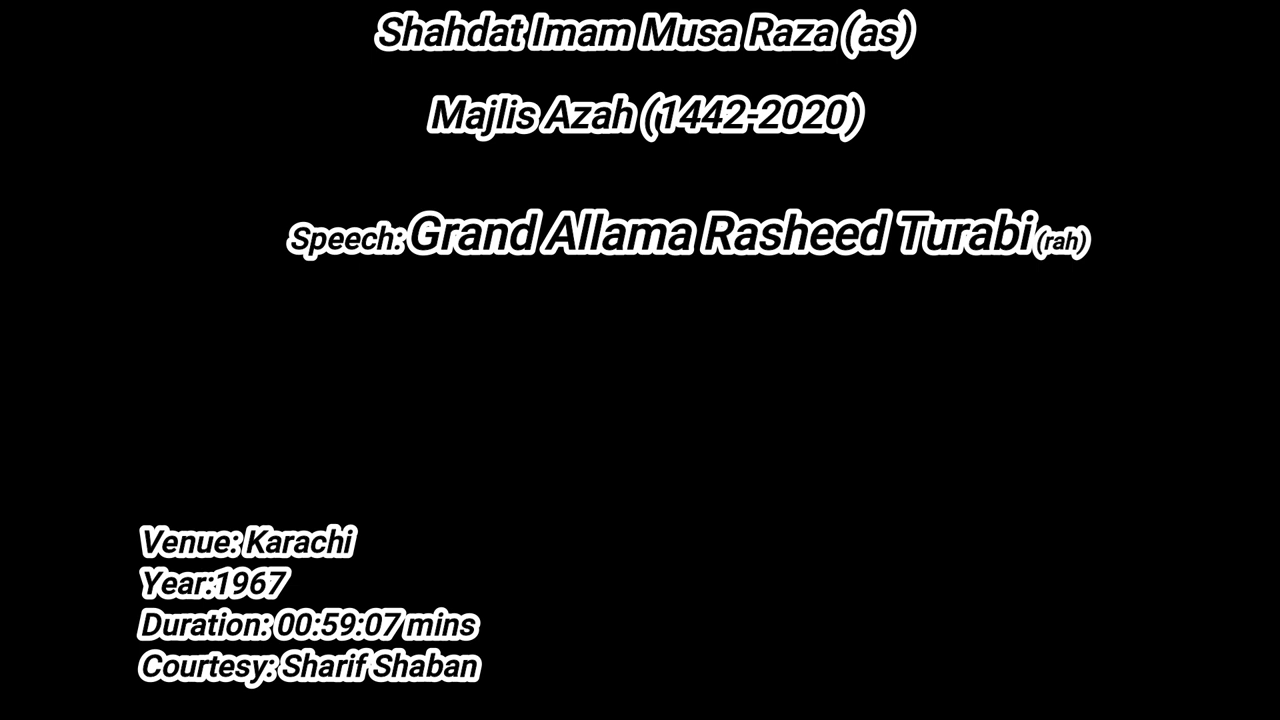 Shahdat Imam Musa Raza (as)
Majlis Azah (1442-2020)
Speech: Grand Allama Rasheed Turabi (rah)
Venue: Karachi
Year:1967
Duration: 00:59:07 mins
Courtesy: Sharif Shaban